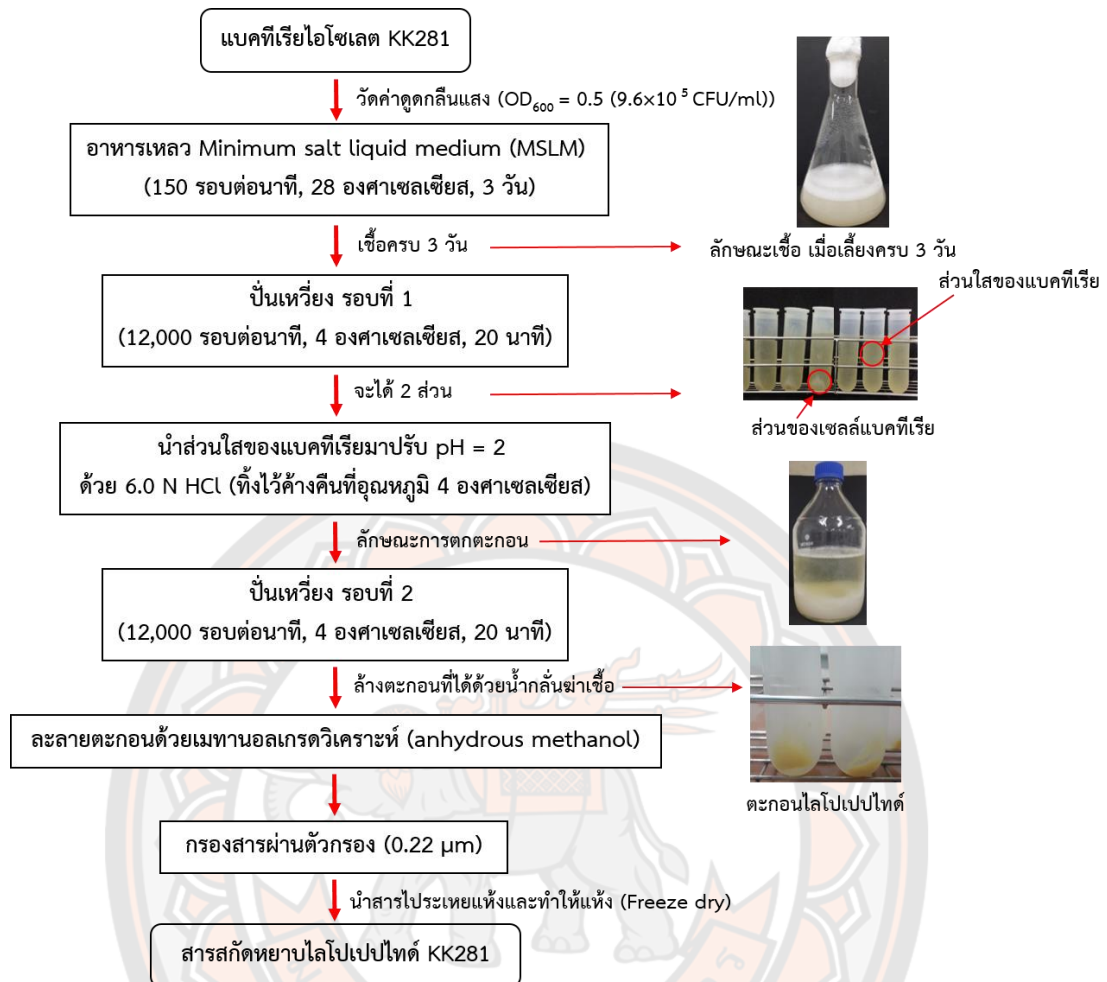 แบคทีเรียไอโซเลต KK281
วัดค่าดูดกลืนแสง (OD₆₀₀ = 0.5 (9.6×10⁵ CFU/ml))
อาหารเหลว Minimum salt liquid medium (MSLM)
(150 รอบต่อนาที, 28 องศาเซลเซียส, 3 วัน)
เชื้อครบ 3 วัน
ลักษณะเชื้อ เมื่อเลี้ยงครบ 3 วัน
ปั่นเหวี่ยง รอบที่ 1
(12,000 รอบต่อนาที, 4 องศาเซลเซียส, 20 นาที)
ส่วนใสของแบคทีเรีย
จะได้ 2 ส่วน
ส่วนของเซลล์แบคทีเรีย
นำส่วนใสของแบคทีเรียมาปรับ pH = 2
ด้วย 6.0 N HCl (ทิ้งไว้ค้างคืนที่อุณหภูมิ 4 องศาเซลเซียส)
ลักษณะการตกตะกอน
ปั่นเหวี่ยง รอบที่ 2
(12,000 รอบต่อนาที, 4 องศาเซลเซียส, 20 นาที)
ล้างตะกอนที่ได้ด้วยน้ำกลั่นฆ่าเชื้อ
ละลายตะกอนด้วยเมทานอลเกรดวิเคราะห์ (anhydrous methanol)
ตะกอนไลโปเปปไทด์
กรองสารผ่านตัวกรอง (0.22 µm)
นำสารไประเหยแห้งและทำให้แห้ง (Freeze dry)
สารสกัดหยาบไลโปเปปไทด์ KK281